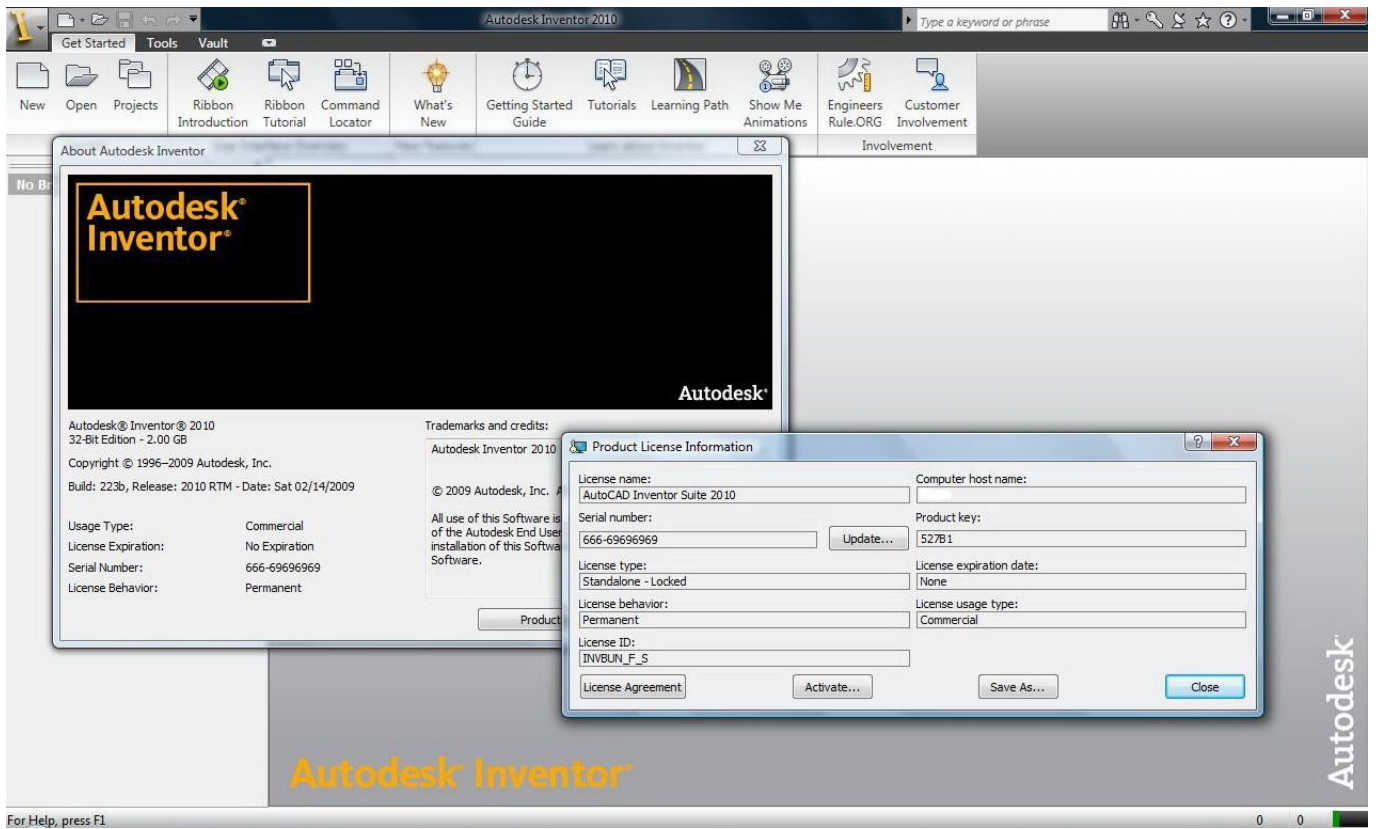 Autodesk Inventor 2010
Type a keyword or phrase
Get Started Tools Vault
New Open Projects Ribbon Introduction Ribbon Tutorial Command Locator What's New Getting Started Guide Tutorials Learning Path Show Me Animations Engineers Rule.ORG Customer Involvement
Involvement
About Autodesk Inventor
No Br
Autodesk®
Inventor®
Autodesk®
Autodesk® Inventor® 2010
32-Bit Edition - 2.00 GB
Copyright © 1996–2009 Autodesk, Inc.
Build: 223b, Release: 2010 RTM - Date: Sat 02/14/2009
Usage Type: Commercial
License Expiration: No Expiration
Serial Number: 666-69696969
License Behavior: Permanent
Trademarks and credits:
Autodesk Inventor 2010
© 2009 Autodesk, Inc. A
All use of this Software is
of the Autodesk End User
installation of this Softwa
Software.
Product
Product License Information
License name:
AutoCAD Inventor Suite 2010
Computer host name:
Serial number:
666-69696969
Update...
Product key:
527B1
License type:
Standalone - Locked
License expiration date:
None
License behavior:
Permanent
License usage type:
Commercial
License ID:
INVBUN_F_S
License Agreement Activate... Save As... Close
Autodesk®
Autodesk® Inventor®
For Help, press F1 0 0